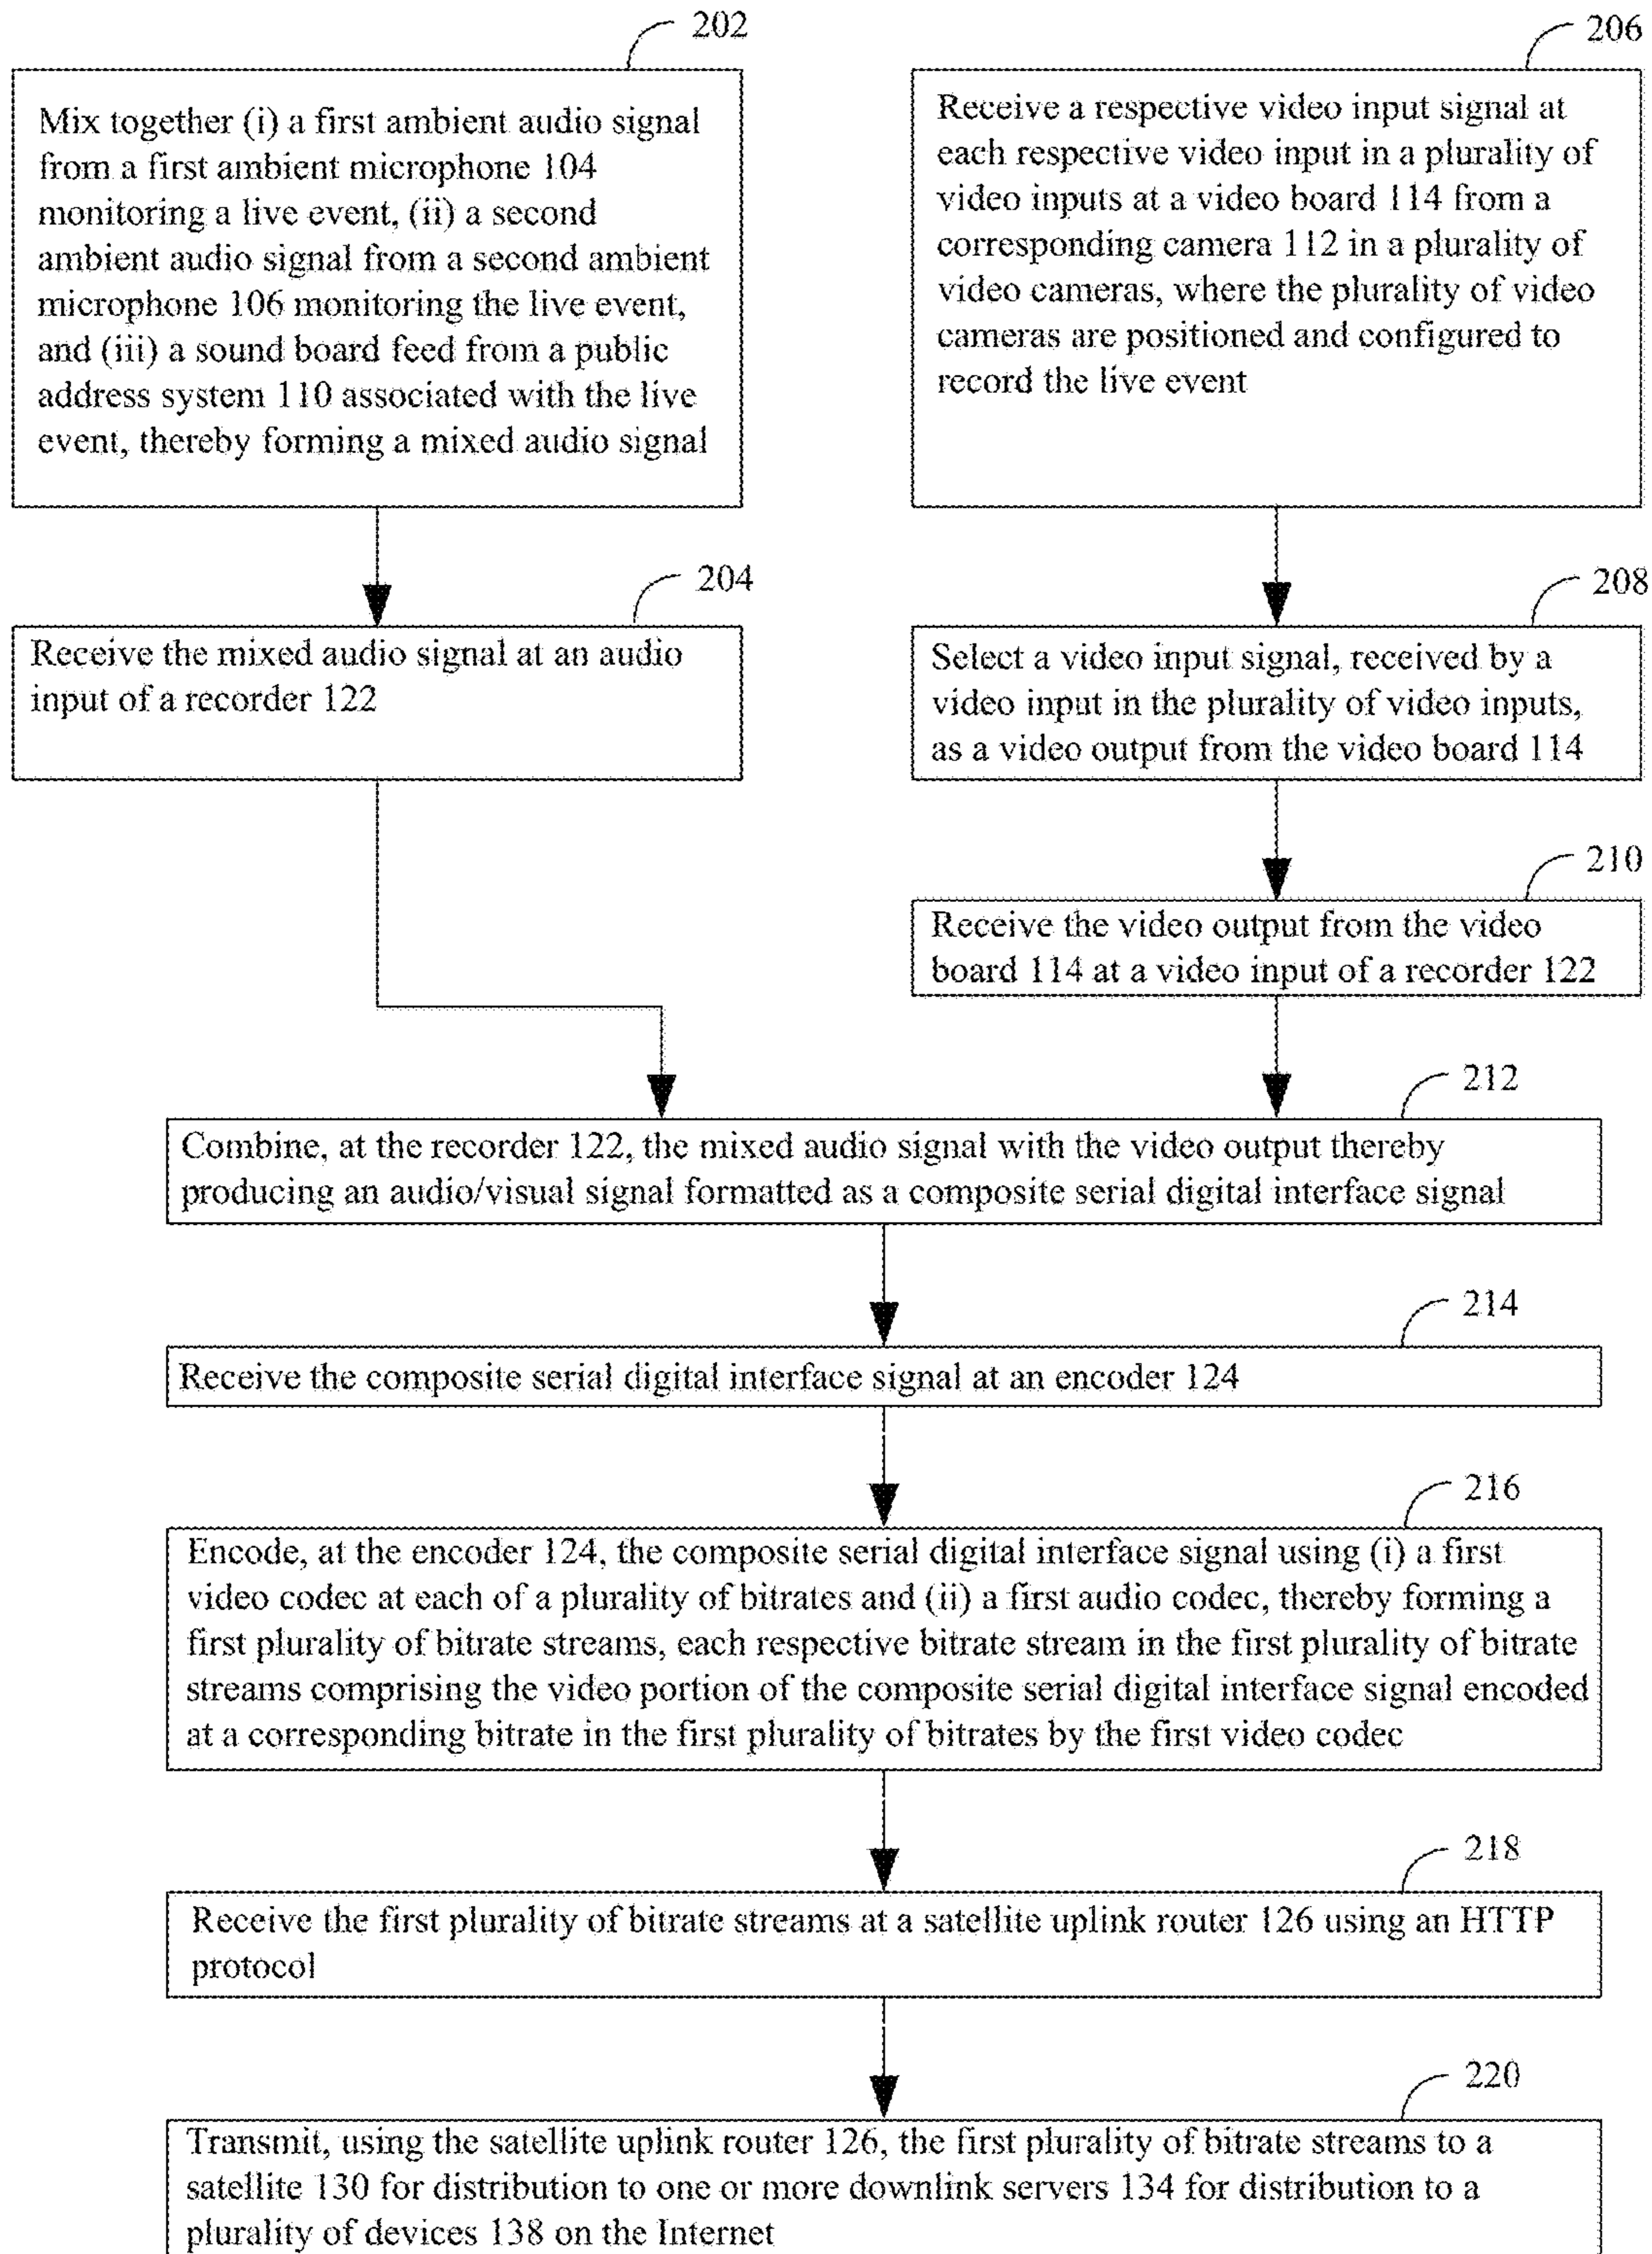 202
Mix together (i) a first ambient audio signal
from a first ambient microphone 104
monitoring a live event, (ii) a second
ambient audio signal from a second ambient
microphone 106 monitoring the live event,
and (iii) a sound board feed from a public
address system 110 associated with the live
event, thereby forming a mixed audio signal
204
Receive the mixed audio signal at an audio
input of a recorder 122
206
Receive a respective video input signal at
each respective video input in a plurality of
video inputs at a video board 114 from a
corresponding camera 112 in a plurality of
video cameras, where the plurality of video
cameras are positioned and configured to
record the live event
208
Select a video input signal, received by a
video input in the plurality of video inputs,
as a video output from the video board 114
210
Receive the video output from the video
board 114 at a video input of a recorder 122
212
Combine, at the recorder 122, the mixed audio signal with the video output thereby
producing an audio/visual signal formatted as a composite serial digital interface signal
214
Receive the composite serial digital interface signal at an encoder 124
216
Encode, at the encoder 124, the composite serial digital interface signal using (i) a first
video codec at each of a plurality of bitrates and (ii) a first audio codec, thereby forming a
first plurality of bitrate streams, each respective bitrate stream in the first plurality of bitrate
streams comprising the video portion of the composite serial digital interface signal encoded
at a corresponding bitrate in the first plurality of bitrates by the first video codec
218
Receive the first plurality of bitrate streams at a satellite uplink router 126 using an HTTP
protocol
220
Transmit, using the satellite uplink router 126, the first plurality of bitrate streams to a
satellite 130 for distribution to one or more downlink servers 134 for distribution to a
plurality of devices 138 on the Internet